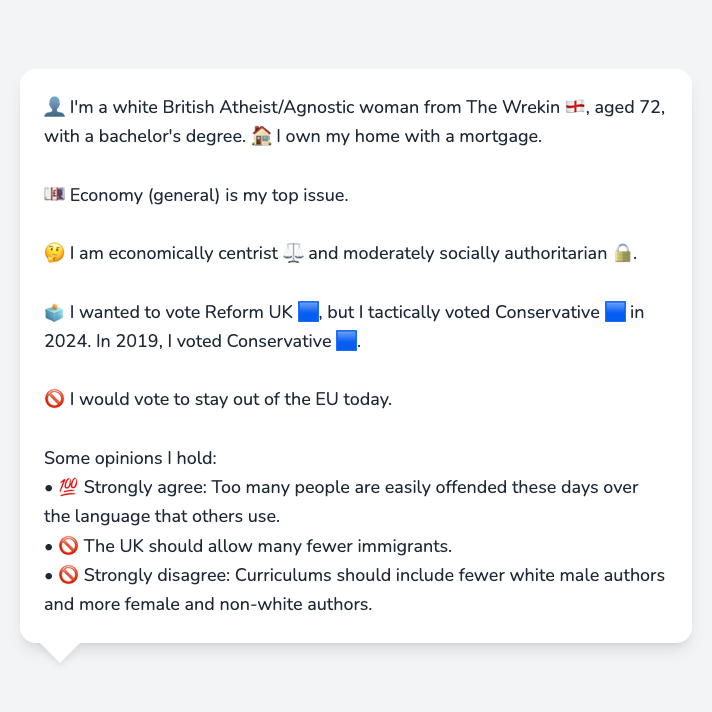 👤 I'm a white British Atheist/Agnostic woman from The Wrekin 🏴󠁧󠁢󠁥󠁮󠁧󠁿, aged 72,
with a bachelor's degree. 🏠 I own my home with a mortgage.
💷 Economy (general) is my top issue.
🤔 I am economically centrist ⚖️ and moderately socially authoritarian 🔒.
🗳️ I wanted to vote Reform UK 🟦, but I tactically voted Conservative 🟦 in
2024. In 2019, I voted Conservative 🟦.
🚫 I would vote to stay out of the EU today.
Some opinions I hold:
• 💯 Strongly agree: Too many people are easily offended these days over
the language that others use.
• 🚫 The UK should allow many fewer immigrants.
• 🚫 Strongly disagree: Curriculums should include fewer white male authors
and more female and non-white authors.